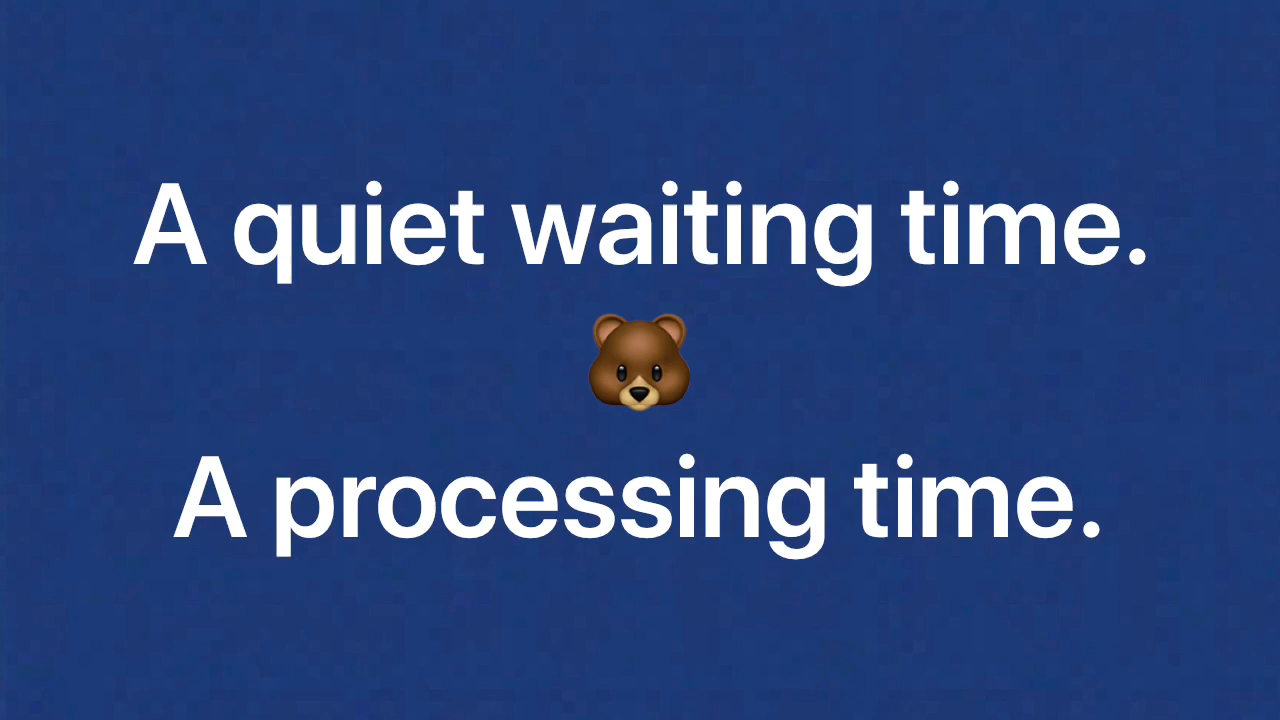 A quiet waiting time.
🐻
A processing time.